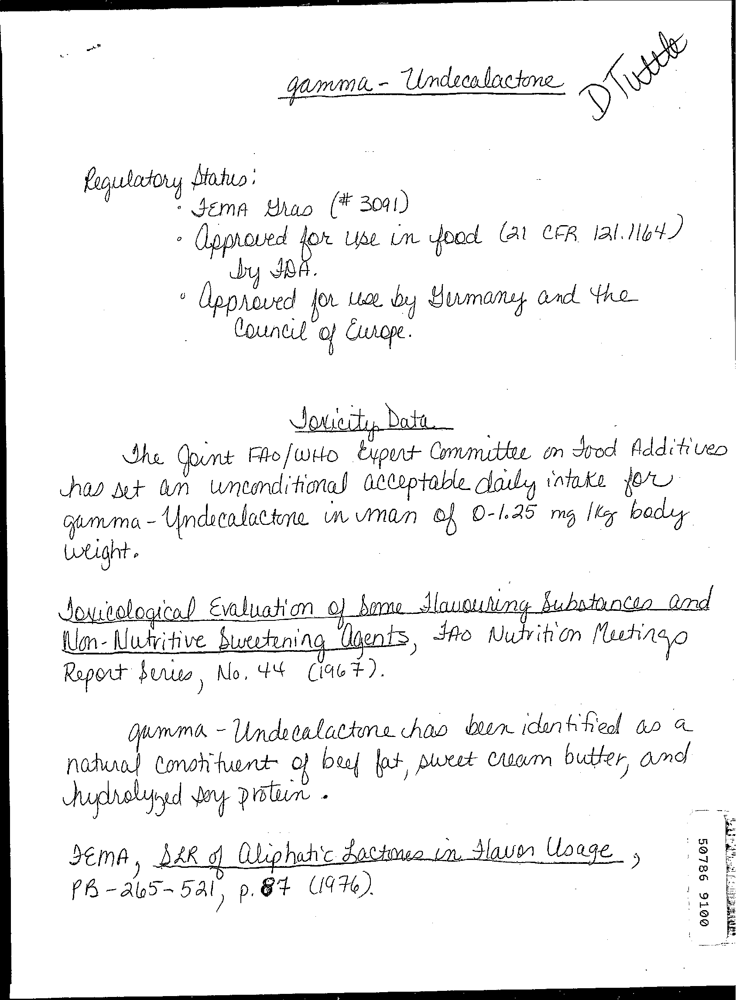 gamma - Undecalactone
D Tuttle
Regulatory Status:
· FEMA Gras (# 3091)
· Approved for use in food (21 CFR 121.1164)
by FDA.
· Approved for use by Germany and the
Council of Europe.
Toxicity Data
The Joint FAO/WHO Expert Committee on Food Additives
has set an unconditional acceptable daily intake for
gamma-Undecalactone in man of 0-1.25 mg/kg body
weight.
Toxicological Evaluation of Some Flavouring Substances and
Non-Nutritive Sweetening Agents, FAO Nutrition Meetings
Report Series, No. 44 (1967).
gamma-Undecalactone has been identified as a
natural constituent of beef fat, sweet cream butter, and
hydrolyzed soy protein.
FEMA, SLR of Aliphatic Lactones in Flavor Usage,
PB-265-521, p. 87 (1976).
50786 9100